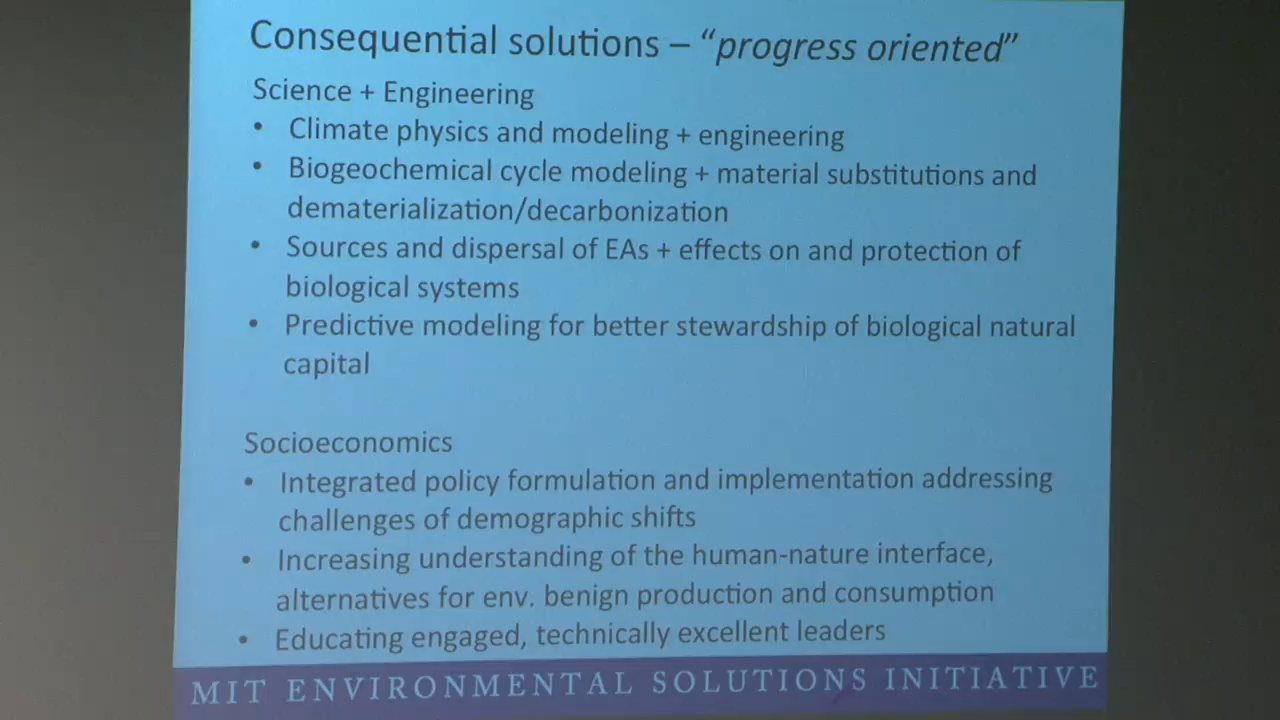 Consequential solutions – “progress oriented”
Science + Engineering
• Climate physics and modeling + engineering
• Biogeochemical cycle modeling + material substitutions and
dematerialization/decarbonization
• Sources and dispersal of EAs + effects on and protection of
biological systems
• Predictive modeling for better stewardship of biological natural
capital
Socioeconomics
• Integrated policy formulation and implementation addressing
challenges of demographic shifts
• Increasing understanding of the human-nature interface,
alternatives for env. benign production and consumption
• Educating engaged, technically excellent leaders
MIT ENVIRONMENTAL SOLUTIONS INITIATIVE